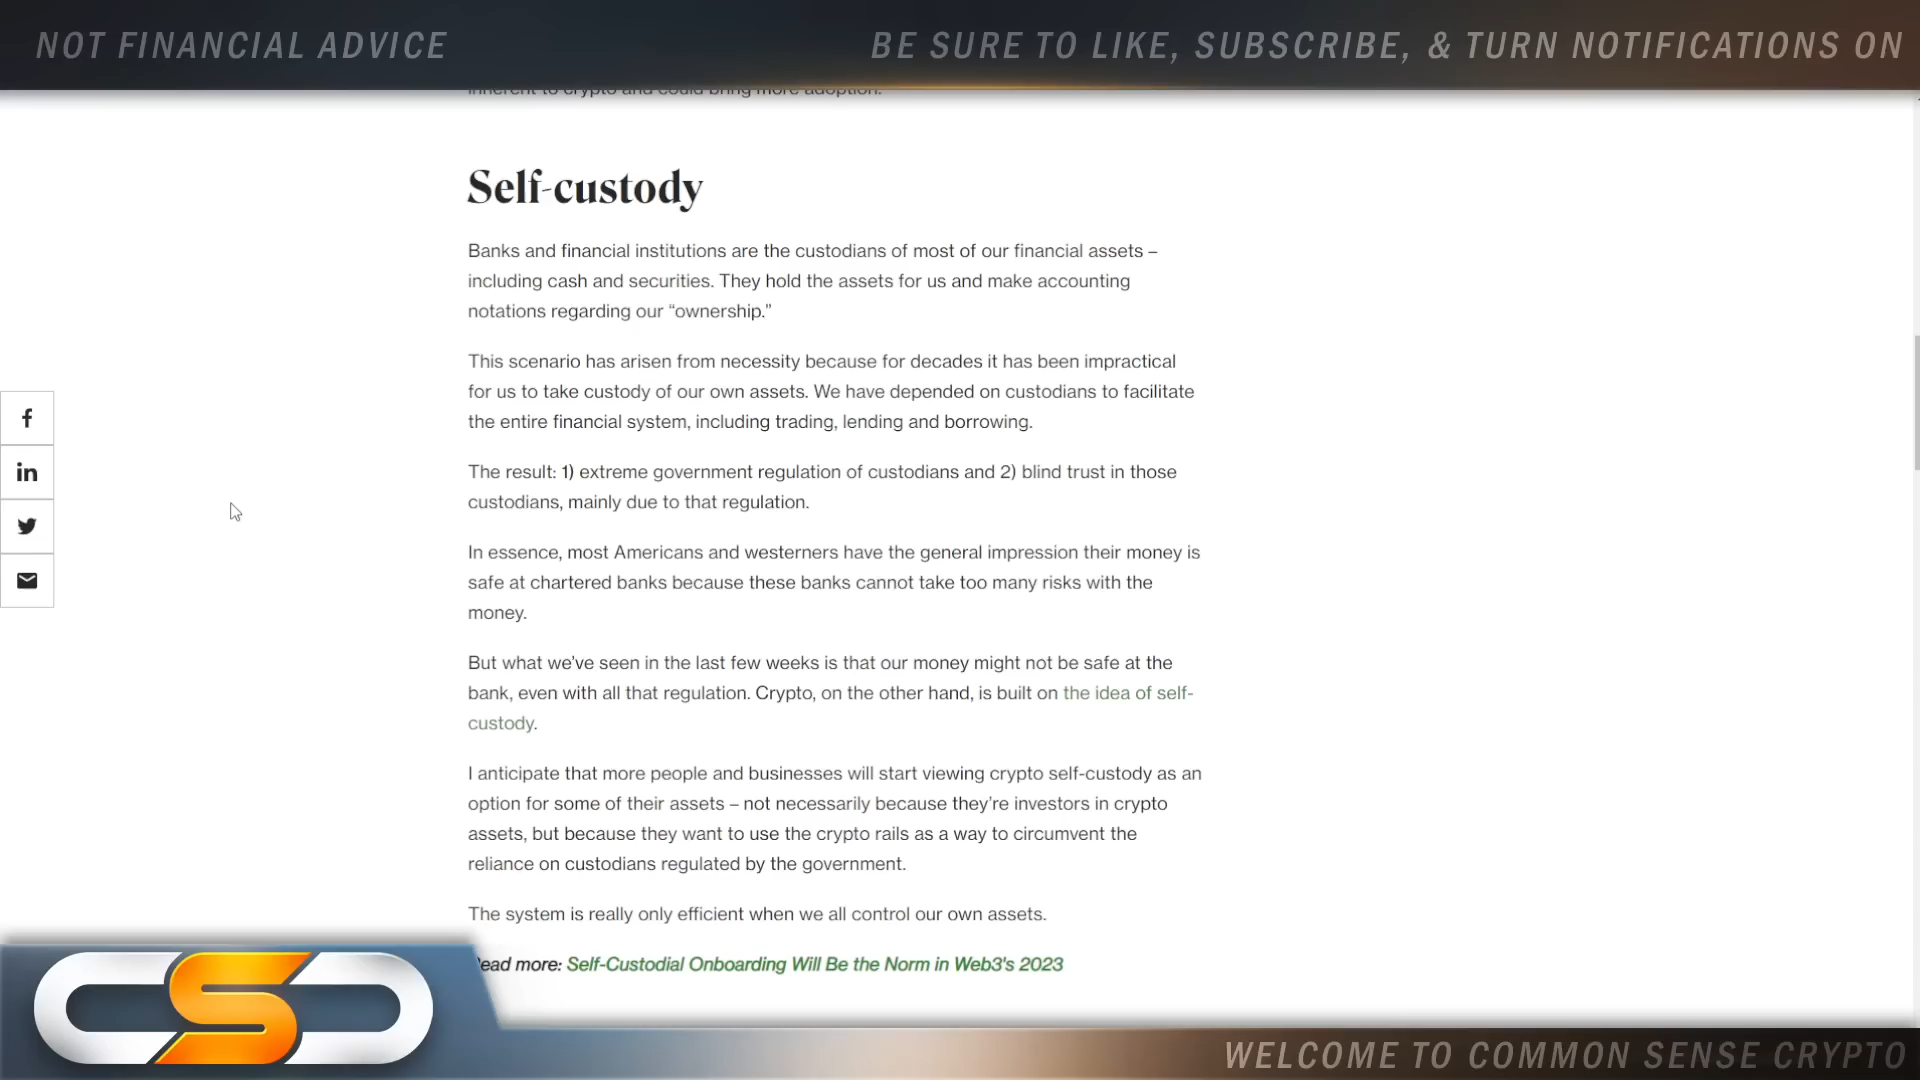 NOT FINANCIAL ADVICE
BE SURE TO LIKE, SUBSCRIBE, & TURN NOTIFICATIONS ON
inherent to crypto and could bring more adoption.
Self-custody
Banks and financial institutions are the custodians of most of our financial assets –
including cash and securities. They hold the assets for us and make accounting
notations regarding our “ownership.”
This scenario has arisen from necessity because for decades it has been impractical
for us to take custody of our own assets. We have depended on custodians to facilitate
the entire financial system, including trading, lending and borrowing.
The result: 1) extreme government regulation of custodians and 2) blind trust in those
custodians, mainly due to that regulation.
In essence, most Americans and westerners have the general impression their money is
safe at chartered banks because these banks cannot take too many risks with the
money.
But what we’ve seen in the last few weeks is that our money might not be safe at the
bank, even with all that regulation. Crypto, on the other hand, is built on the idea of self-
custody.
I anticipate that more people and businesses will start viewing crypto self-custody as an
option for some of their assets – not necessarily because they’re investors in crypto
assets, but because they want to use the crypto rails as a way to circumvent the
reliance on custodians regulated by the government.
The system is really only efficient when we all control our own assets.
ead more: Self-Custodial Onboarding Will Be the Norm in Web3's 2023
CSC
WELCOME TO COMMON SENSE CRYPTO